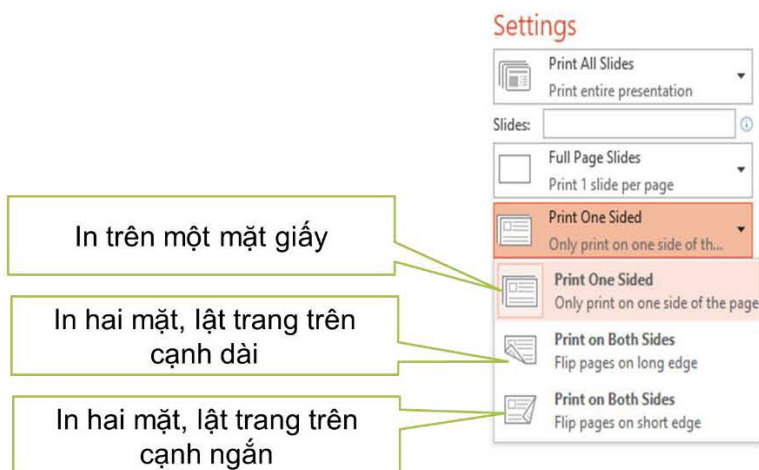 Settings
Print All Slides
Print entire presentation
Slides:
Full Page Slides
Print 1 slide per page
Print One Sided
Only print on one side of th...
In trên một mặt giấy
Print One Sided
Only print on one side of the page
In hai mặt, lật trang trên
cạnh dài
Print on Both Sides
Flip pages on long edge
In hai mặt, lật trang trên
cạnh ngắn
Print on Both Sides
Flip pages on short edge